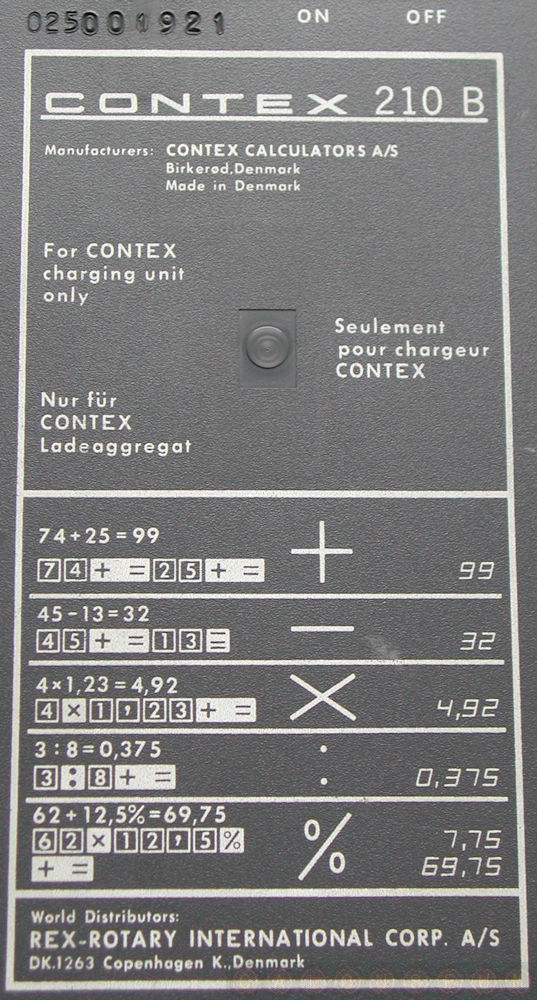 025001921 ON OFF
CONTEX 210 B
Manufacturers: CONTEX CALCULATORS A/S
Birkerød,Denmark
Made in Denmark
For CONTEX
charging unit
only
Seulement
pour chargeur
CONTEX
Nur für
CONTEX
Ladeaggregat
74+25=99
74+ =25+ = + 99
45-13=32
45+ =13= − 32
4×1,23=4,92
4×1,23+ = × 4,92
3:8=0,375
3:8+ = : 0,375
62+12,5%=69,75
62×12,5% % 7,75
+ = 69,75
World Distributors:
REX-ROTARY INTERNATIONAL CORP. A/S
DK.1263 Copenhagen K.,Denmark